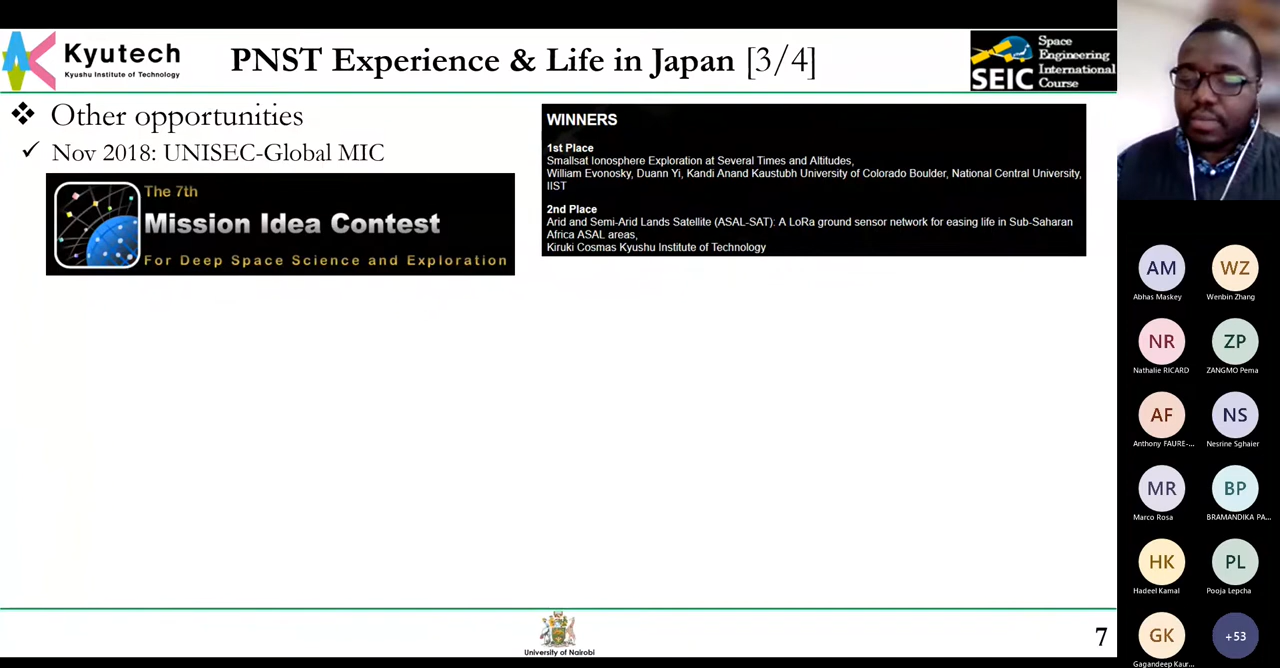 Kyutech
Kyushu Institute of Technology
PNST Experience & Life in Japan [3/4]
SEIC
Space
Engineering
International
Course
❖ Other opportunities
✓ Nov 2018: UNISEC-Global MIC
The 7th
Mission Idea Contest
For Deep Space Science and Exploration
WINNERS
1st Place
Smallsat Ionosphere Exploration at Several Times and Altitudes,
William Evonosky, Duann Yi, Kandi Anand Kaustubh University of Colorado Boulder, National Central University,
IIST
2nd Place
Arid and Semi-Arid Lands Satellite (ASAL-SAT): A LoRa ground sensor network for easing life in Sub-Saharan
Africa ASAL areas,
Kiruki Cosmas Kyushu Institute of Technology
University of Nairobi
7
AM
Abhas Maskey
WZ
Wenbin Zhang
NR
Nathalie RICARD
ZP
ZANGMO Pema
AF
Anthony FAURE-...
NS
Nesrine Sghaier
MR
Marco Rosa
BP
BRAMANDIKA PA...
HK
Hadeel Kamal
PL
Pooja Lepcha
GK
Gagandeep Kaur...
+53